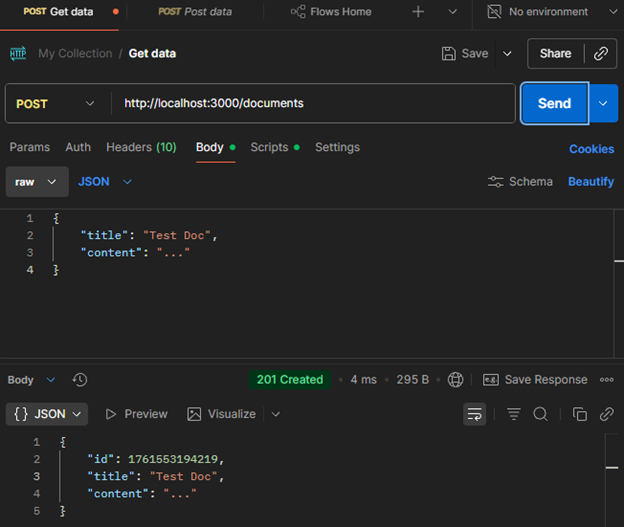 POST Get data
POST Post data
Flows Home
No environment
HTTP My Collection / Get data
Save
Share
POST http://localhost:3000/documents
Send
Params Auth Headers (10) Body Scripts Settings
Cookies
raw JSON
Schema Beautify
1 {
2 "title": "Test Doc",
3 "content": "..."
4 }
Body 201 Created • 4 ms • 295 B
e.g. Save Response
{} JSON Preview Visualize
1 {
2 "id": 1761553194219,
3 "title": "Test Doc",
4 "content": "..."
5 }